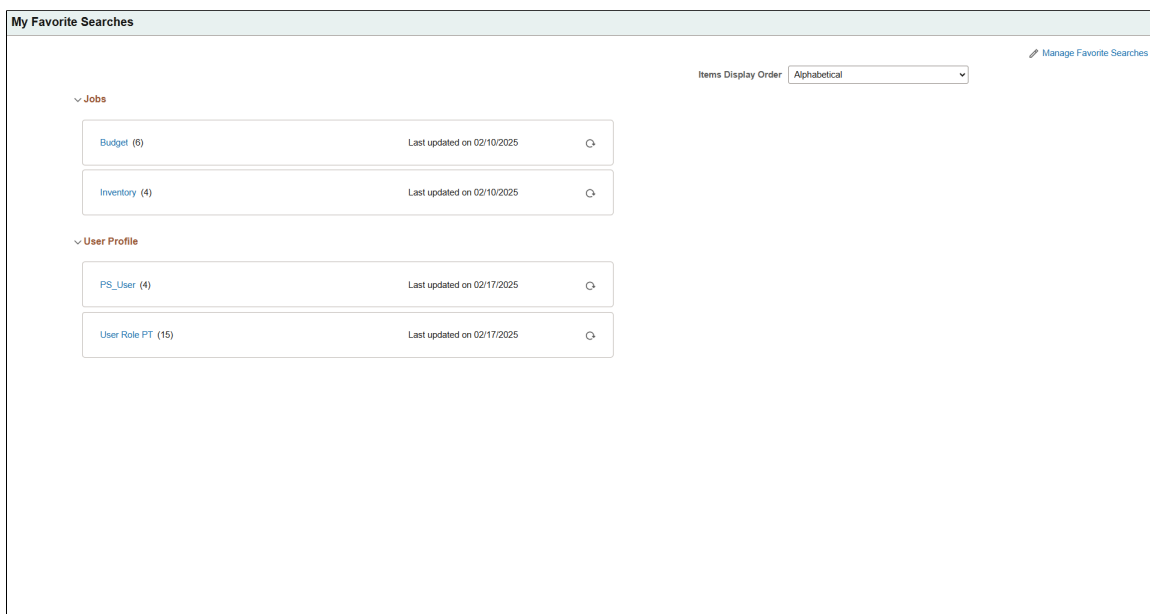 My Favorite Searches
Manage Favorite Searches
Items Display Order Alphabetical
Jobs
Budget (6) Last updated on 02/10/2025
Inventory (4) Last updated on 02/10/2025
User Profile
PS_User (4) Last updated on 02/17/2025
User Role PT (15) Last updated on 02/17/2025